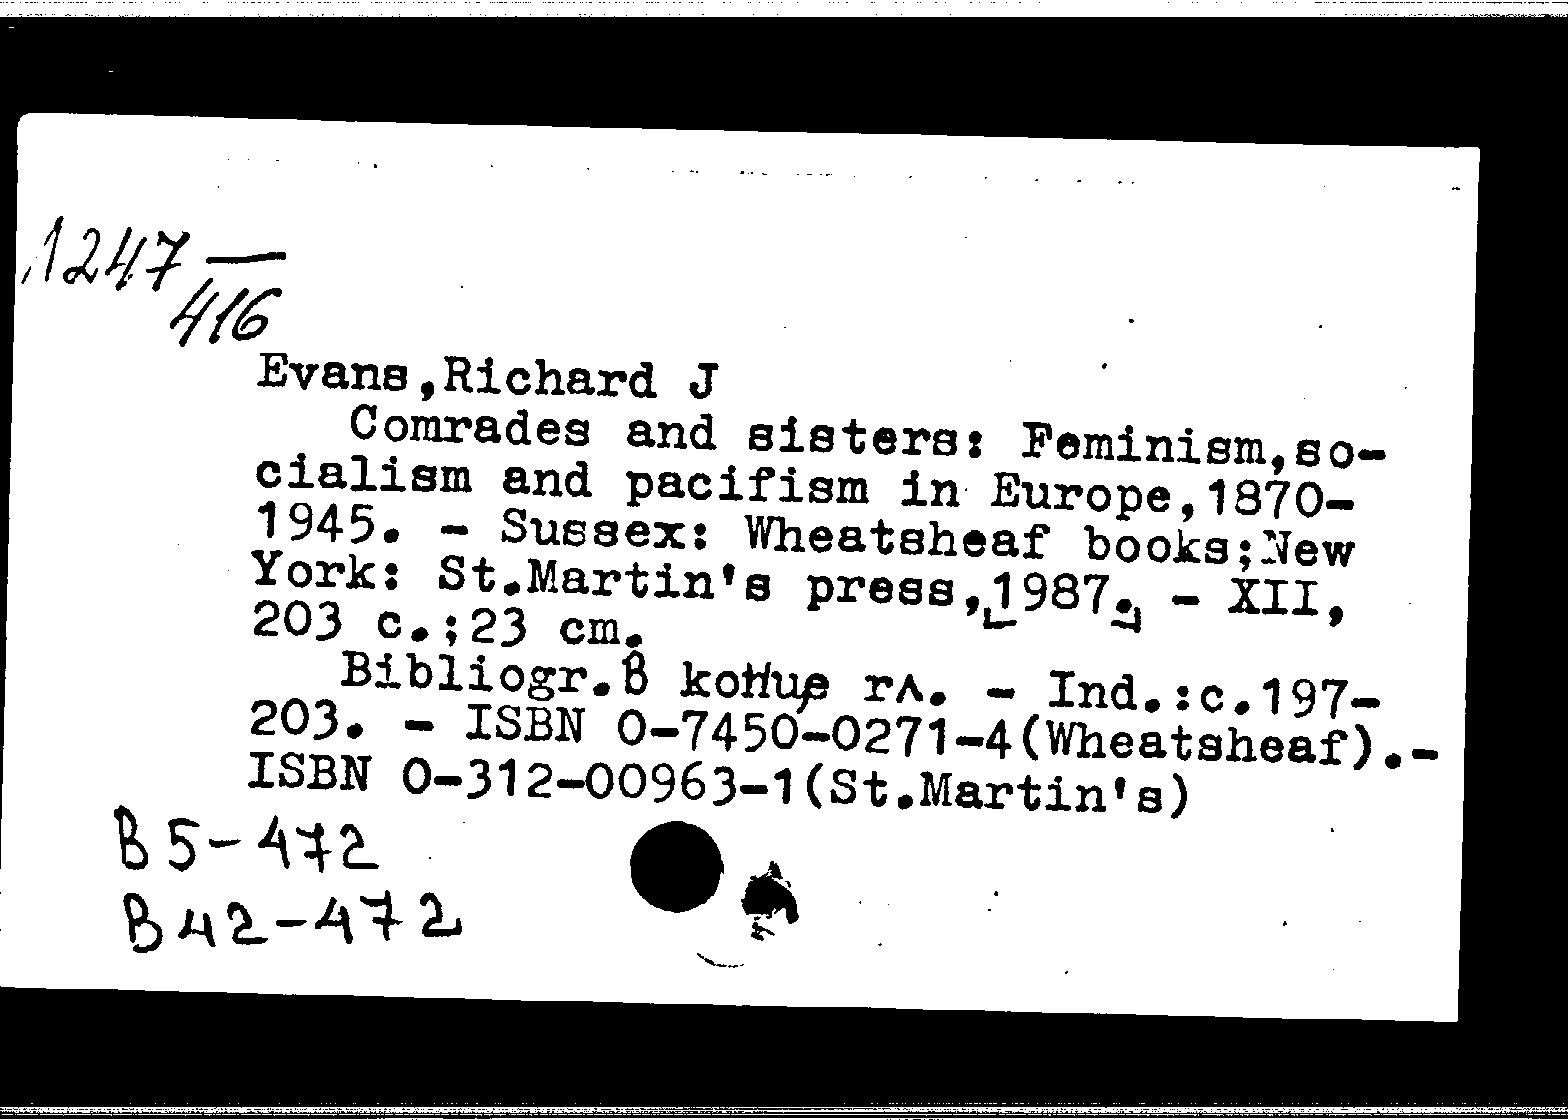 1247 —
416
Evans,Richard J
Comrades and sisters: Feminism,so-
cialism and pacifism in Europe,1870-
1945. - Sussex: Wheatsheaf books;New
York: St.Martin's press,[1987.] - XII,
203 c.;23 cm.
Bibliogr.в конце гл. - Ind.:c.197-
203. - ISBN 0-7450-0271-4(Wheatsheaf).-
ISBN 0-312-00963-1(St.Martin's)
B5-472
B42-472